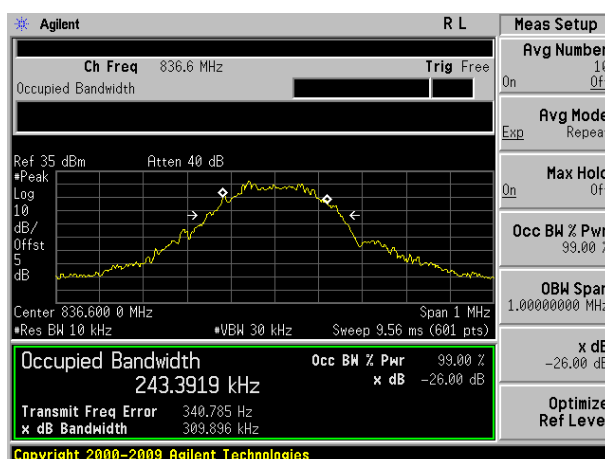 Agilent R L
Meas Setup
Ch Freq 836.6 MHz Trig Free
Occupied Bandwidth
Avg Number
10
On Off
Avg Mode
Exp Repeat
Ref 35 dBm Atten 40 dB
#Peak
Log
10
dB/
Offst
5
dB
Max Hold
On Off
Occ BW % Pwr
99.00 %
OBW Span
1.00000000 MHz
Center 836.600 0 MHz Span 1 MHz
#Res BW 10 kHz #VBW 30 kHz Sweep 9.56 ms (601 pts)
Occupied Bandwidth Occ BW % Pwr 99.00 %
243.3919 kHz x dB -26.00 dB
Transmit Freq Error 340.785 Hz
x dB Bandwidth 309.896 kHz
x dB
-26.00 dB
Optimize
Ref Level
Copyright 2000-2009 Agilent Technologies